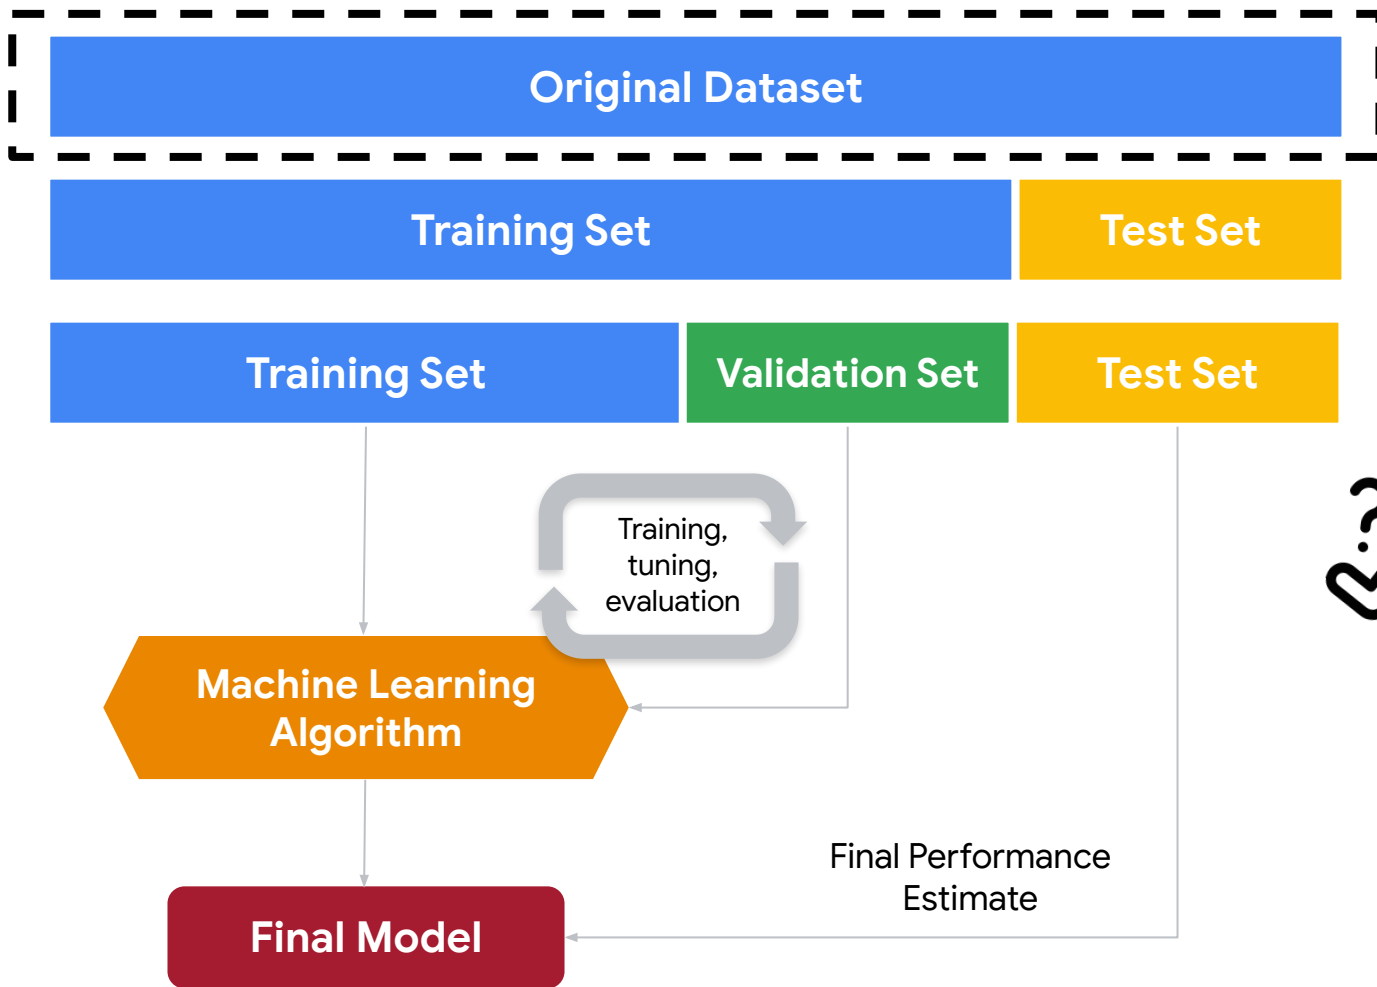 Original Dataset
Training Set
Test Set
Training Set
Validation Set
Test Set
Training,
tuning,
evaluation
Machine Learning
Algorithm
Final Performance
Estimate
Final Model